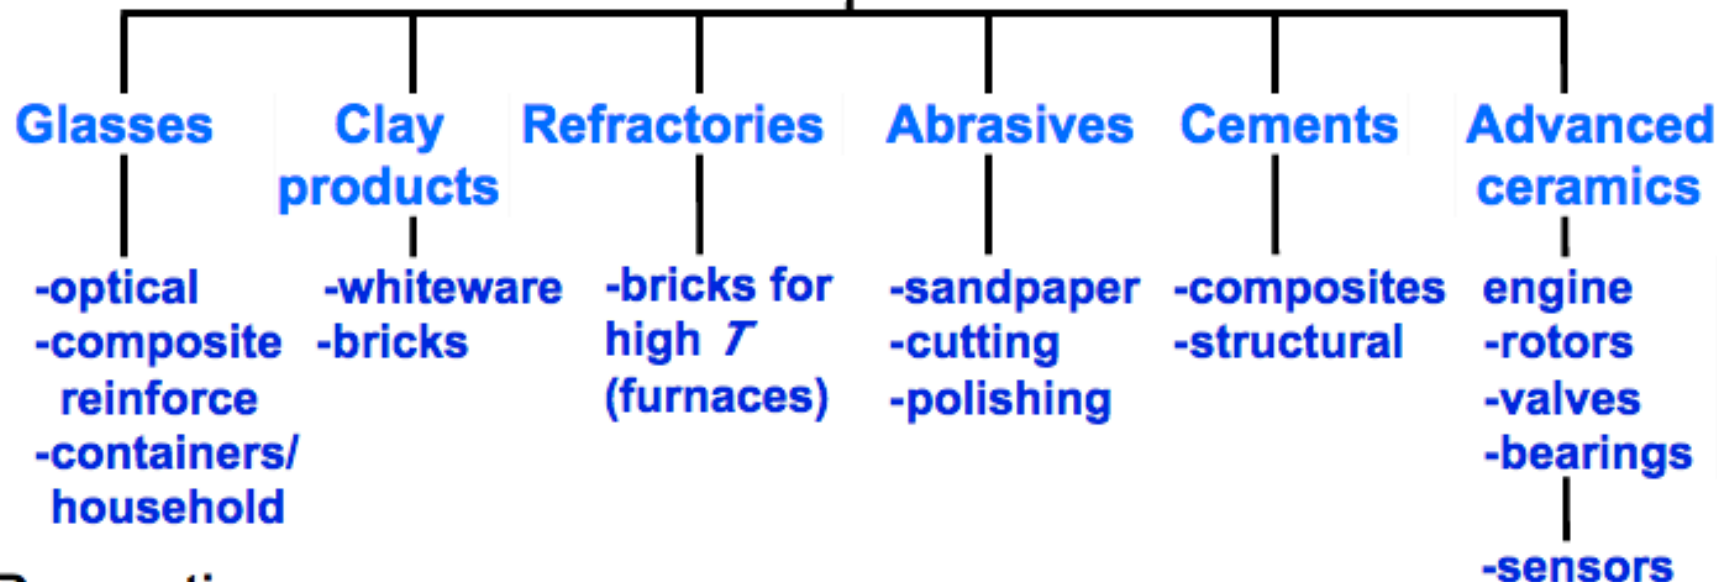 Glasses
-optical
-composite
reinforce
-containers/
household
Clay
products
-whiteware
-bricks
Refractories
-bricks for
high T
(furnaces)
Abrasives
-sandpaper
-cutting
-polishing
Cements
-composites
-structural
Advanced
ceramics
engine
-rotors
-valves
-bearings
-sensors